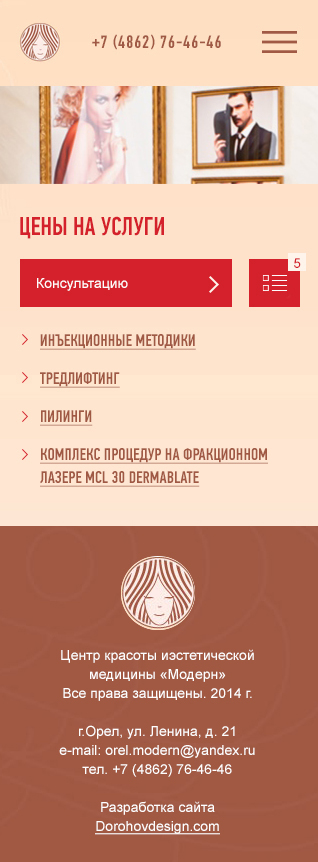 +7 (4862) 76-46-46
ЦЕНЫ НА УСЛУГИ
Консультацию
5
ИНЪЕКЦИОННЫЕ МЕТОДИКИ
ТРЕДЛИФТИНГ
ПИЛИНГИ
КОМПЛЕКС ПРОЦЕДУР НА ФРАКЦИОННОМ
ЛАЗЕРЕ MCL 30 DERMABLATE
Центр красоты иэстетической
медицины «Модерн»
Все права защищены. 2014 г.
г.Орел, ул. Ленина, д. 21
e-mail: orel.modern@yandex.ru
тел. +7 (4862) 76-46-46
Разработка сайта
Dorohovdesign.com